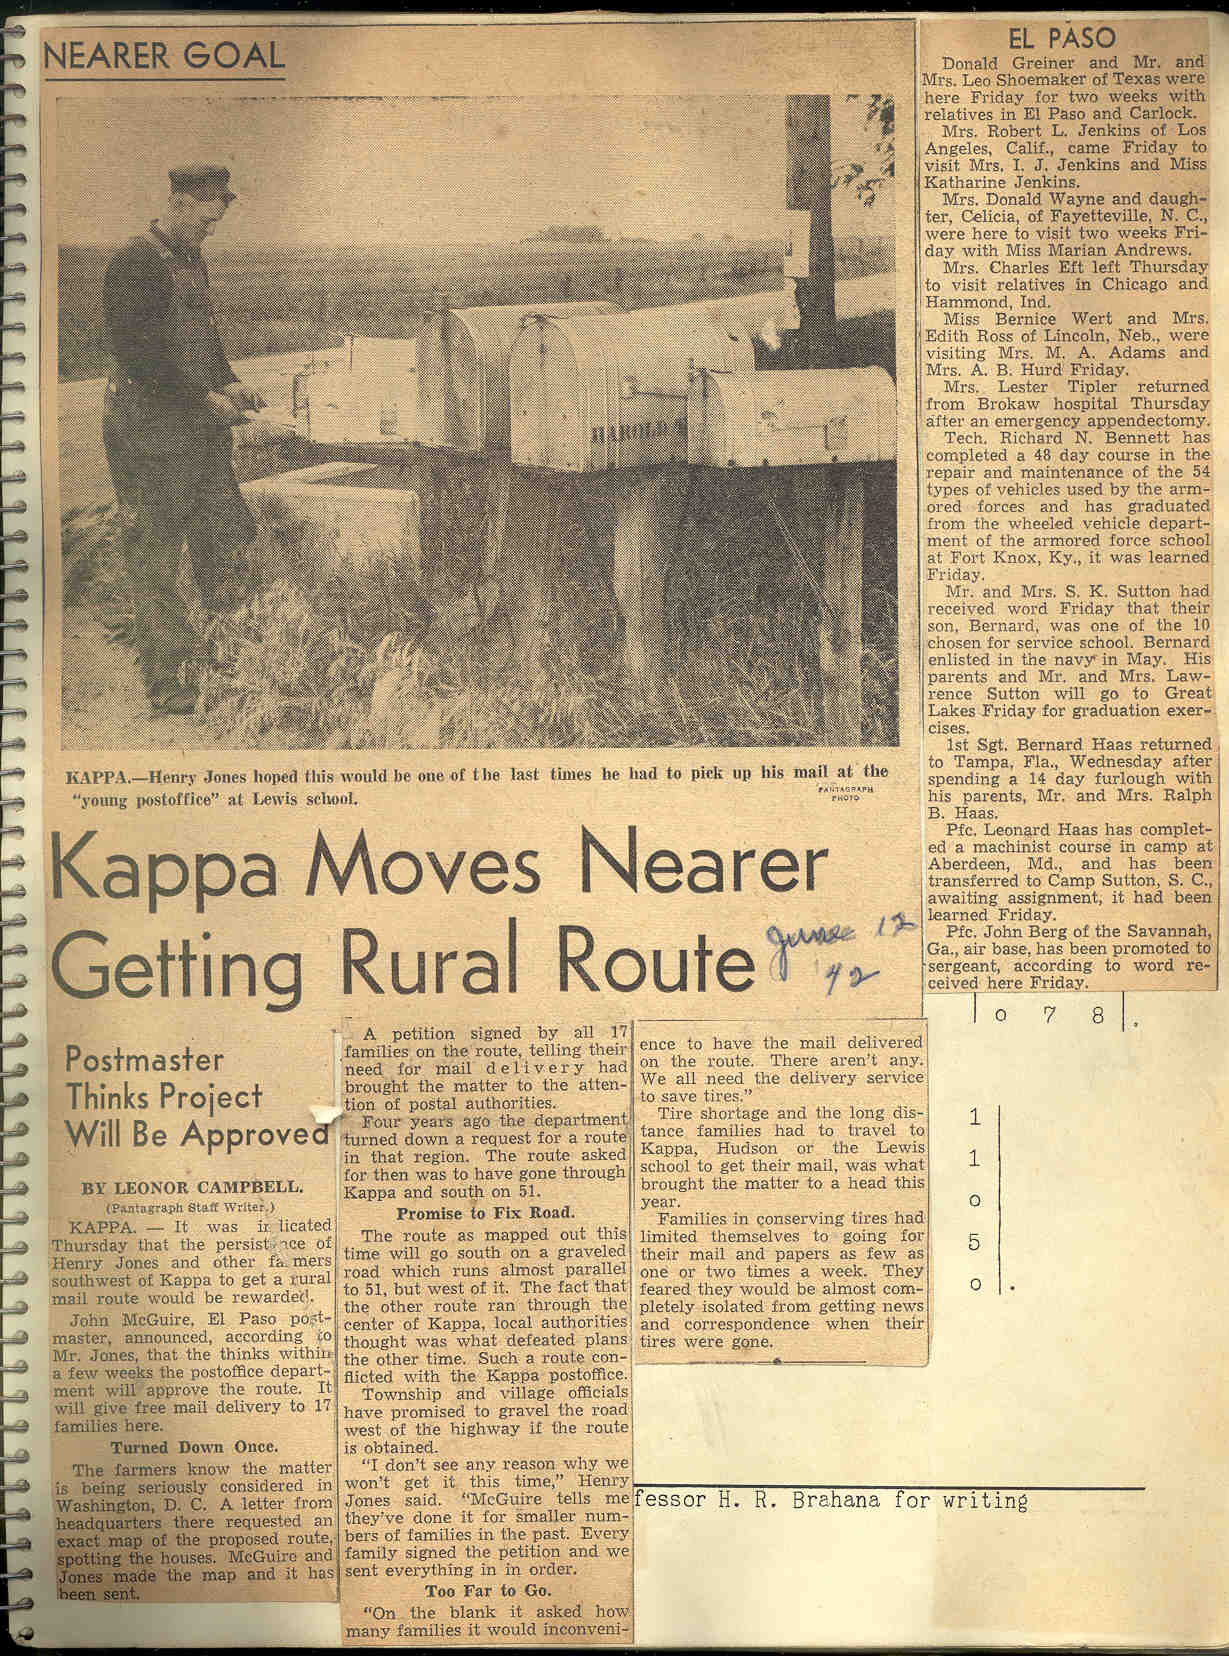 NEARER GOAL
HAROLD
KAPPA.—Henry Jones hoped this would be one of the last times he had to pick up his mail at the
"young postoffice" at Lewis school.
PANTAGRAPH
PHOTO
Kappa Moves Nearer
Getting Rural Route
June 12
42
Postmaster
Thinks Project
Will Be Approved
BY LEONOR CAMPBELL.
(Pantagraph Staff Writer.)
KAPPA. — It was indicated
Thursday that the persistence of
Henry Jones and other farmers
southwest of Kappa to get a rural
mail route would be rewarded.
John McGuire, El Paso post-
master, announced, according to
Mr. Jones, that the thinks within
a few weeks the postoffice depart-
ment will approve the route. It
will give free mail delivery to 17
families here.
Turned Down Once.
The farmers know the matter
is being seriously considered in
Washington, D. C. A letter from
headquarters there requested an
exact map of the proposed route,
spotting the houses. McGuire and
Jones made the map and it has
been sent.
A petition signed by all 17
families on the route, telling their
need for mail delivery had
brought the matter to the atten-
tion of postal authorities.
Four years ago the department
turned down a request for a route
in that region. The route asked
for then was to have gone through
Kappa and south on 51.
Promise to Fix Road.
The route as mapped out this
time will go south on a graveled
road which runs almost parallel
to 51, but west of it. The fact that
the other route ran through the
center of Kappa, local authorities
thought was what defeated plans
the other time. Such a route con-
flicted with the Kappa postoffice.
Township and village officials
have promised to gravel the road
west of the highway if the route
is obtained.
"I don't see any reason why we
won't get it this time," Henry
Jones said. "McGuire tells me
they've done it for smaller num-
bers of families in the past. Every
family signed the petition and we
sent everything in in order.
Too Far to Go.
"On the blank it asked how
many families it would inconveni-
ence to have the mail delivered
on the route. There aren't any.
We all need the delivery service
to save tires."
Tire shortage and the long dis-
tance families had to travel to
Kappa, Hudson or the Lewis
school to get their mail, was what
brought the matter to a head this
year.
Families in conserving tires had
limited themselves to going for
their mail and papers as few as
one or two times a week. They
feared they would be almost com-
pletely isolated from getting news
and correspondence when their
tires were gone.
EL PASO
Donald Greiner and Mr. and
Mrs. Leo Shoemaker of Texas were
here Friday for two weeks with
relatives in El Paso and Carlock.
Mrs. Robert L. Jenkins of Los
Angeles, Calif., came Friday to
visit Mrs. I. J. Jenkins and Miss
Katharine Jenkins.
Mrs. Donald Wayne and daugh-
ter, Celicia, of Fayetteville, N. C.,
were here to visit two weeks Fri-
day with Miss Marian Andrews.
Mrs. Charles Eft left Thursday
to visit relatives in Chicago and
Hammond, Ind.
Miss Bernice Wert and Mrs.
Edith Ross of Lincoln, Neb., were
visiting Mrs. M. A. Adams and
Mrs. A. B. Hurd Friday.
Mrs. Lester Tipler returned
from Brokaw hospital Thursday
after an emergency appendectomy.
Tech. Richard N. Bennett has
completed a 48 day course in the
repair and maintenance of the 54
types of vehicles used by the arm-
ored forces and has graduated
from the wheeled vehicle depart-
ment of the armored force school
at Fort Knox, Ky., it was learned
Friday.
Mr. and Mrs. S. K. Sutton had
received word Friday that their
son, Bernard, was one of the 10
chosen for service school. Bernard
enlisted in the navy in May. His
parents and Mr. and Mrs. Law-
rence Sutton will go to Great
Lakes Friday for graduation exer-
cises.
1st Sgt. Bernard Haas returned
to Tampa, Fla., Wednesday after
spending a 14 day furlough with
his parents, Mr. and Mrs. Ralph
B. Haas.
Pfc. Leonard Haas has complet-
ed a machinist course in camp at
Aberdeen, Md., and has been
transferred to Camp Sutton, S. C.,
awaiting assignment, it had been
learned Friday.
Pfc. John Berg of the Savannah,
Ga., air base, has been promoted to
sergeant, according to word re-
ceived here Friday.
o 7 8 .
1
1
o
5
o .
fessor H. R. Brahana for writing